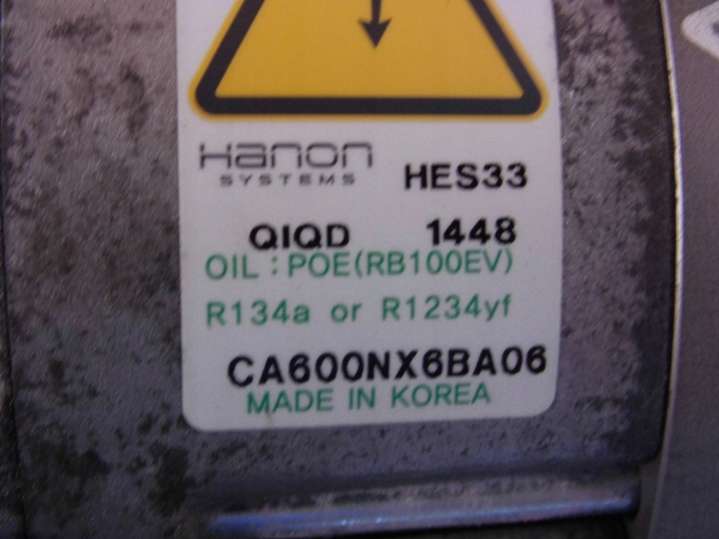 Hanon
SYSTEMS
HES33
QIQD 1448
OIL : POE(RB100EV)
R134a or R1234yf
CA600NX6BA06
MADE IN KOREA